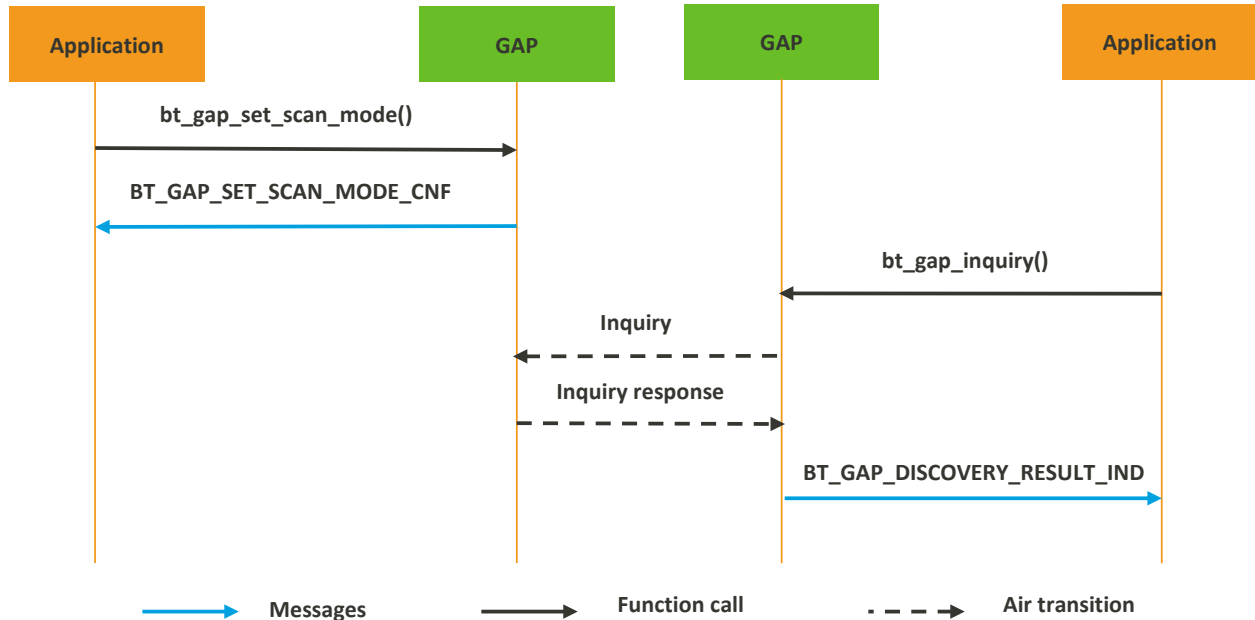 Application
GAP
GAP
Application
bt_gap_set_scan_mode()
BT_GAP_SET_SCAN_MODE_CNF
bt_gap_inquiry()
Inquiry
Inquiry response
BT_GAP_DISCOVERY_RESULT_IND
Messages
Function call
Air transition